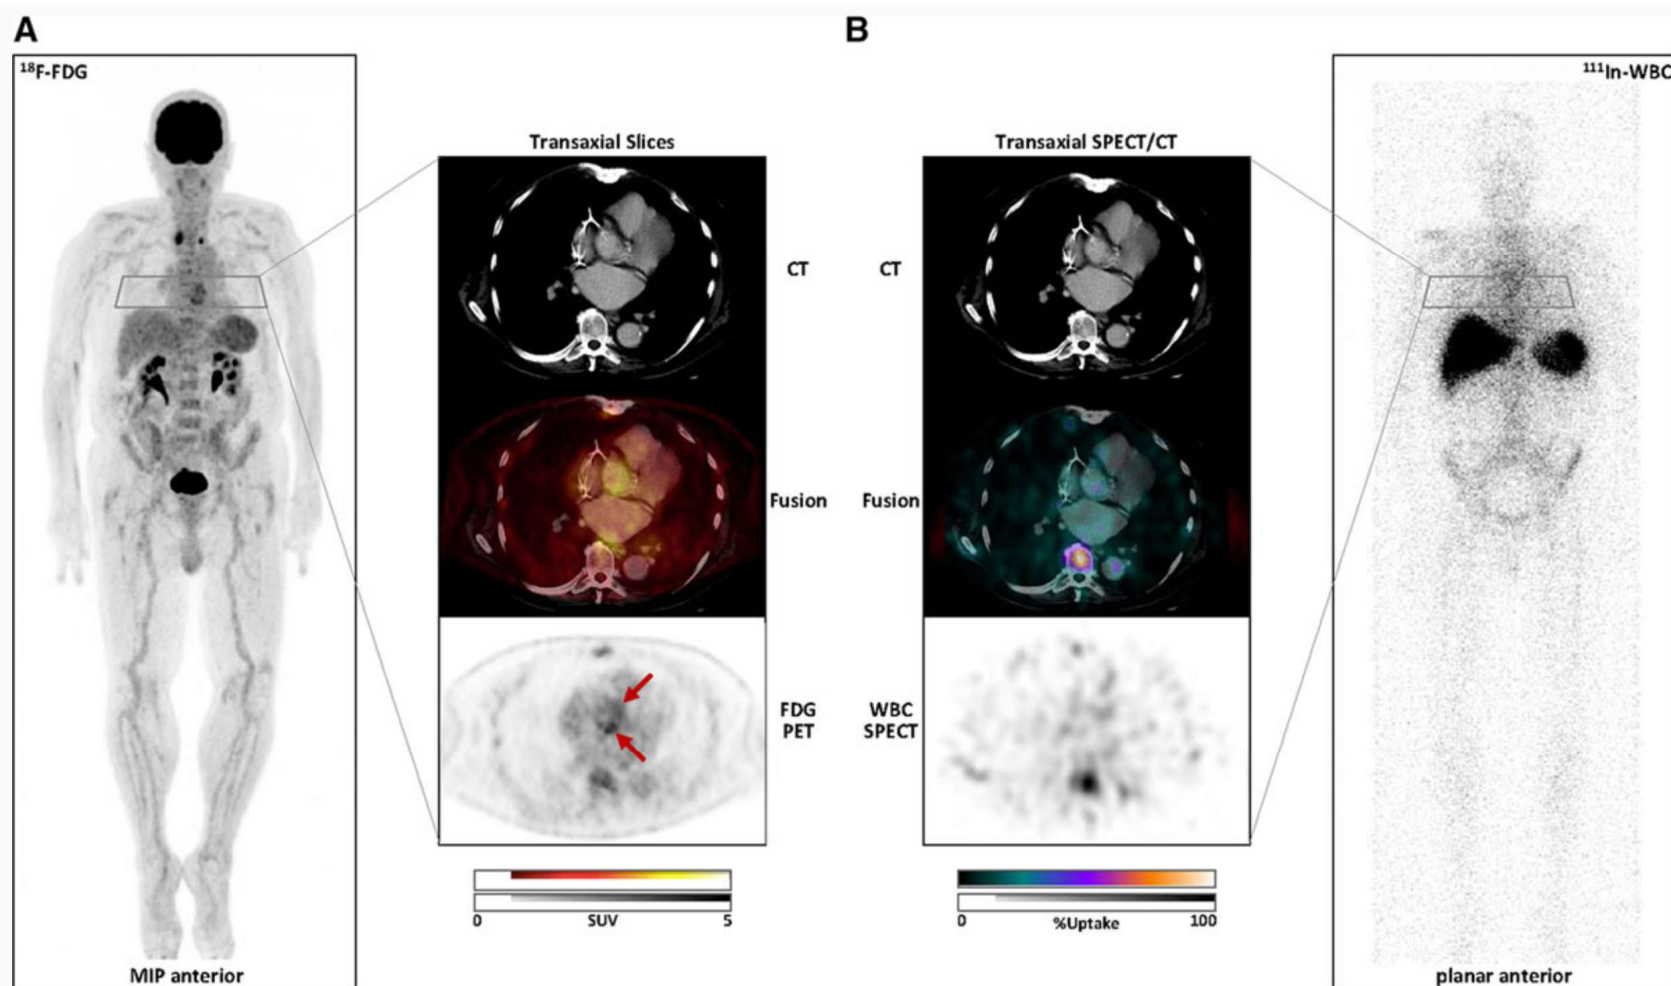 A
B
¹⁸F-FDG
¹¹¹In-WBC
Transaxial Slices
Transaxial SPECT/CT
CT
CT
Fusion
Fusion
FDG
PET
WBC
SPECT
0 SUV 5
0 %Uptake 100
MIP anterior
planar anterior